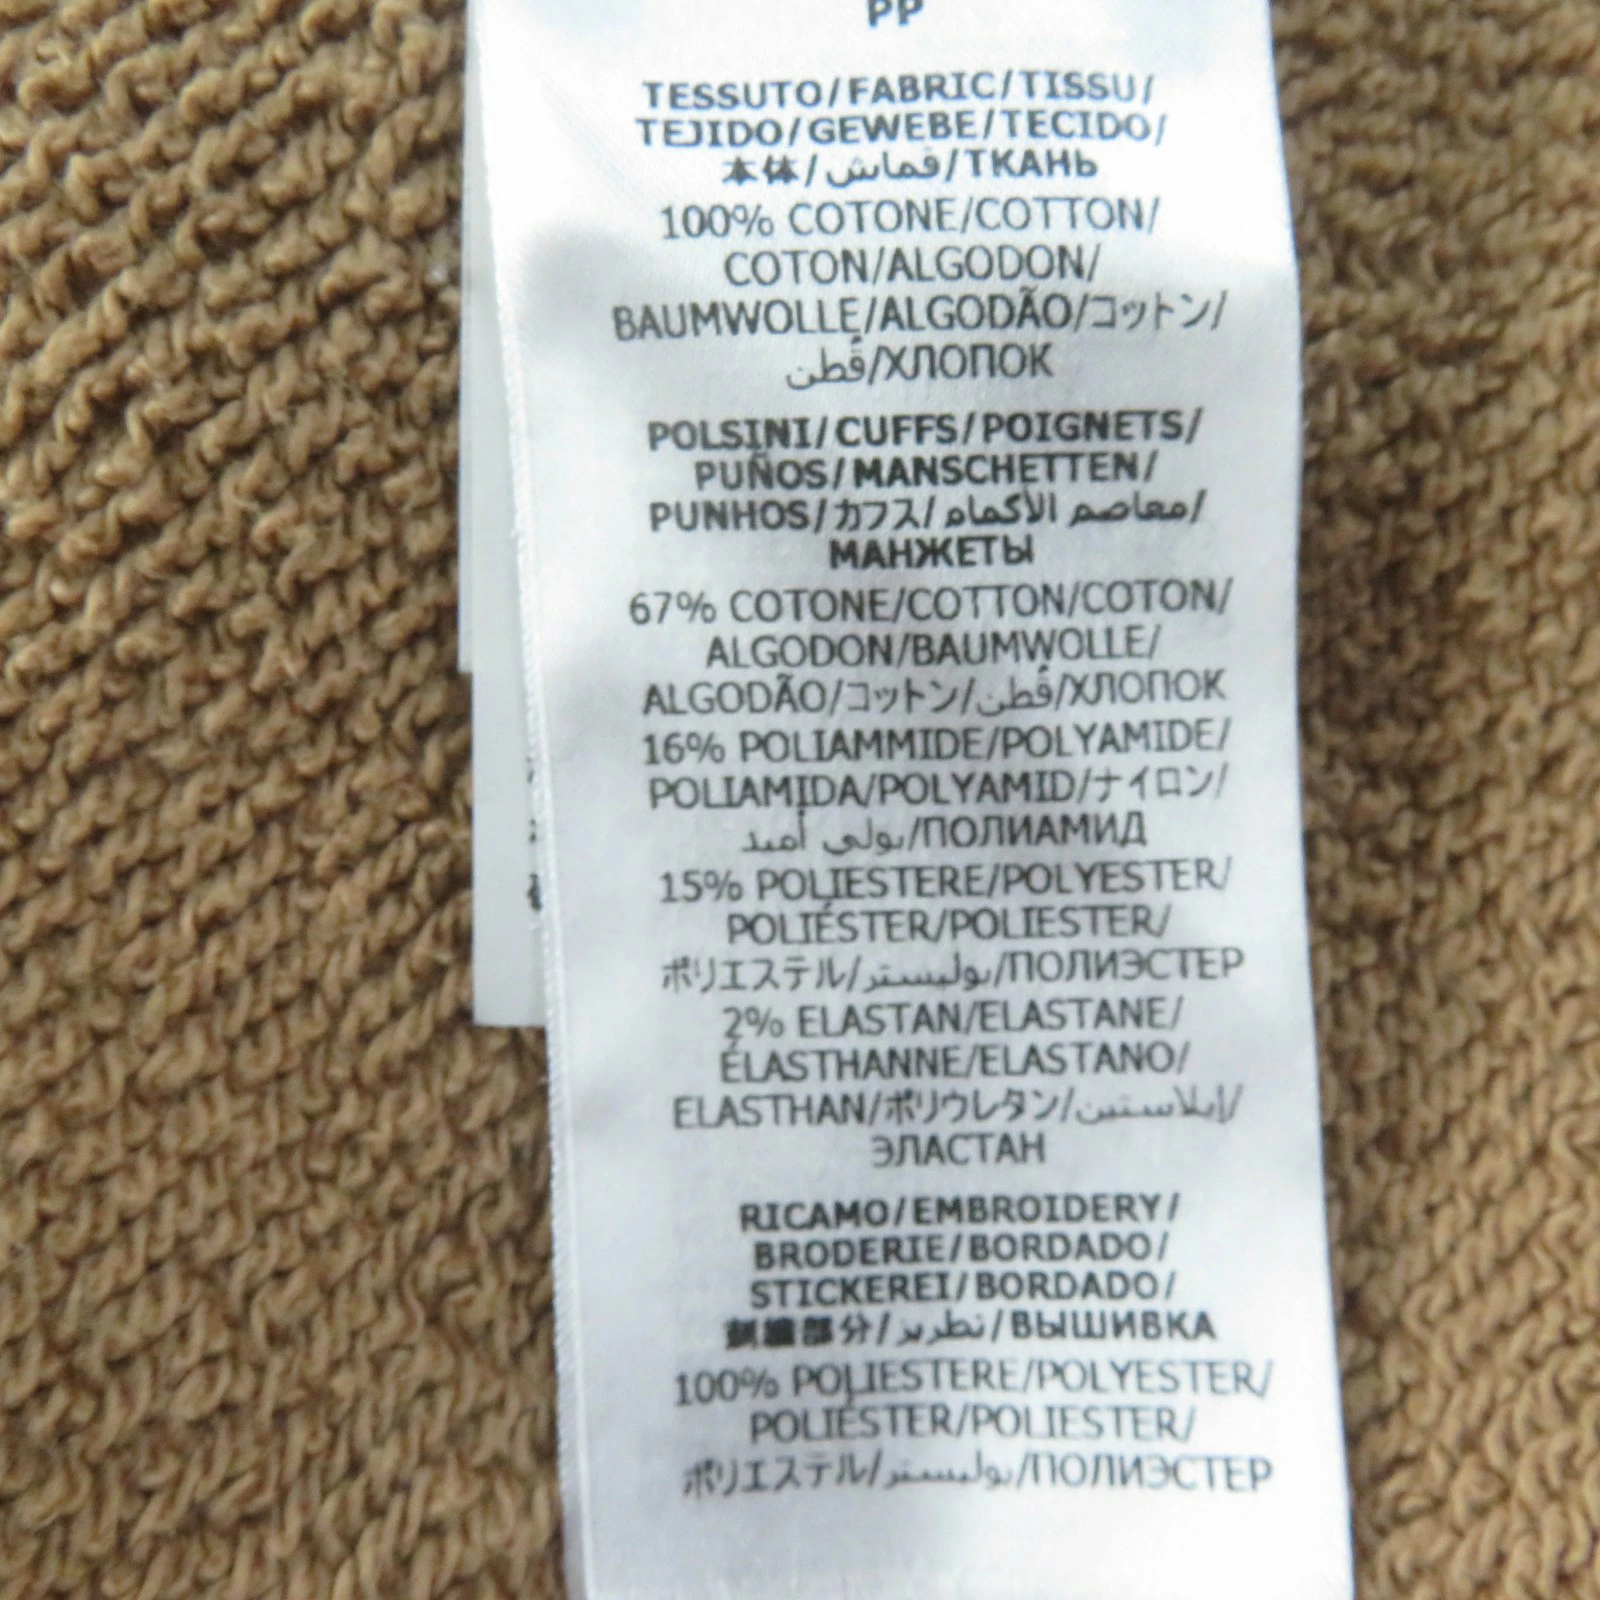 PP
TESSUTO/FABRIC/TISSU/
TEJIDO/GEWEBE/TECIDO/
本体/قماش/ТКАНЬ
100% COTONE/COTTON/
COTON/ALGODON/
BAUMWOLLE/ALGODÃO/コットン/
قطن/ХЛОПОК
POLSINI/CUFFS/POIGNETS/
PUÑOS/MANSCHETTEN/
PUNHOS/カフス/معاصم الأكمام/
МАНЖЕТЫ
67% COTONE/COTTON/COTON/
ALGODON/BAUMWOLLE/
ALGODÃO/コットン/قطن/ХЛОПОК
16% POLIAMMIDE/POLYAMIDE/
POLIAMIDA/POLYAMID/ナイロン/
بولي أميد/ПОЛИАМИД
15% POLIESTERE/POLYESTER/
POLIÉSTER/POLIESTER/
ポリエステル/بوليستر/ПОЛИЭСТЕР
2% ELASTAN/ELASTANE/
ÉLASTHANNE/ELASTANO/
ELASTHAN/ポリウレタン/إيلاستين/
ЭЛАСТАН
RICAMO/EMBROIDERY/
BRODERIE/BORDADO/
STICKEREI/BORDADO/
刺繍部分/تطريز/ВЫШИВКА
100% POLIESTERE/POLYESTER/
POLIÉSTER/POLIESTER/
ポリエステル/بوليستر/ПОЛИЭСТЕР